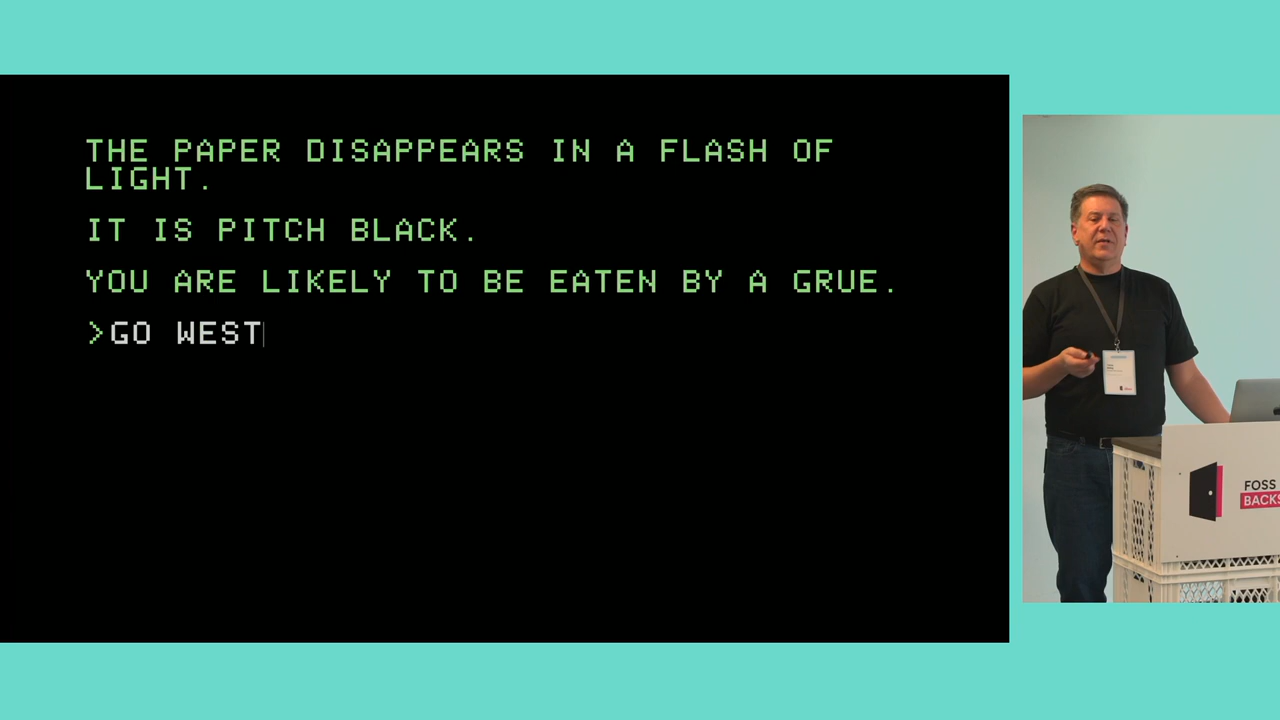 THE PAPER DISAPPEARS IN A FLASH OF
LIGHT.
IT IS PITCH BLACK.
YOU ARE LIKELY TO BE EATEN BY A GRUE.
>GO WEST
FOSS
BACKS